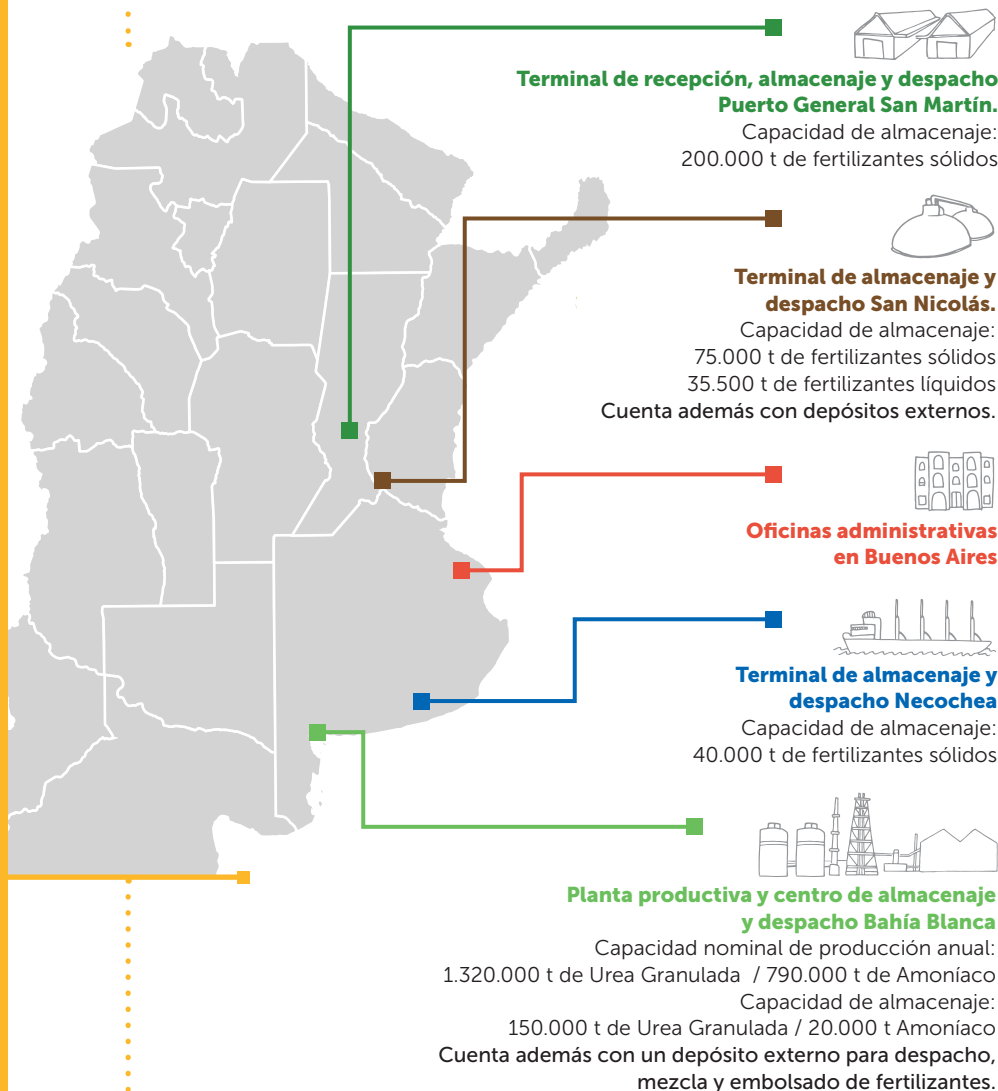 Terminal de recepción, almacenaje y despacho
Puerto General San Martín.
Capacidad de almacenaje:
200.000 t de fertilizantes sólidos
Terminal de almacenaje y
despacho San Nicolás.
Capacidad de almacenaje:
75.000 t de fertilizantes sólidos
35.500 t de fertilizantes líquidos
Cuenta además con depósitos externos.
Oficinas administrativas
en Buenos Aires
Terminal de almacenaje y
despacho Necochea
Capacidad de almacenaje:
40.000 t de fertilizantes sólidos
Planta productiva y centro de almacenaje
y despacho Bahía Blanca
Capacidad nominal de producción anual:
1.320.000 t de Urea Granulada / 790.000 t de Amoníaco
Capacidad de almacenaje:
150.000 t de Urea Granulada / 20.000 t Amoníaco
Cuenta además con un depósito externo para despacho,
mezcla y embolsado de fertilizantes.